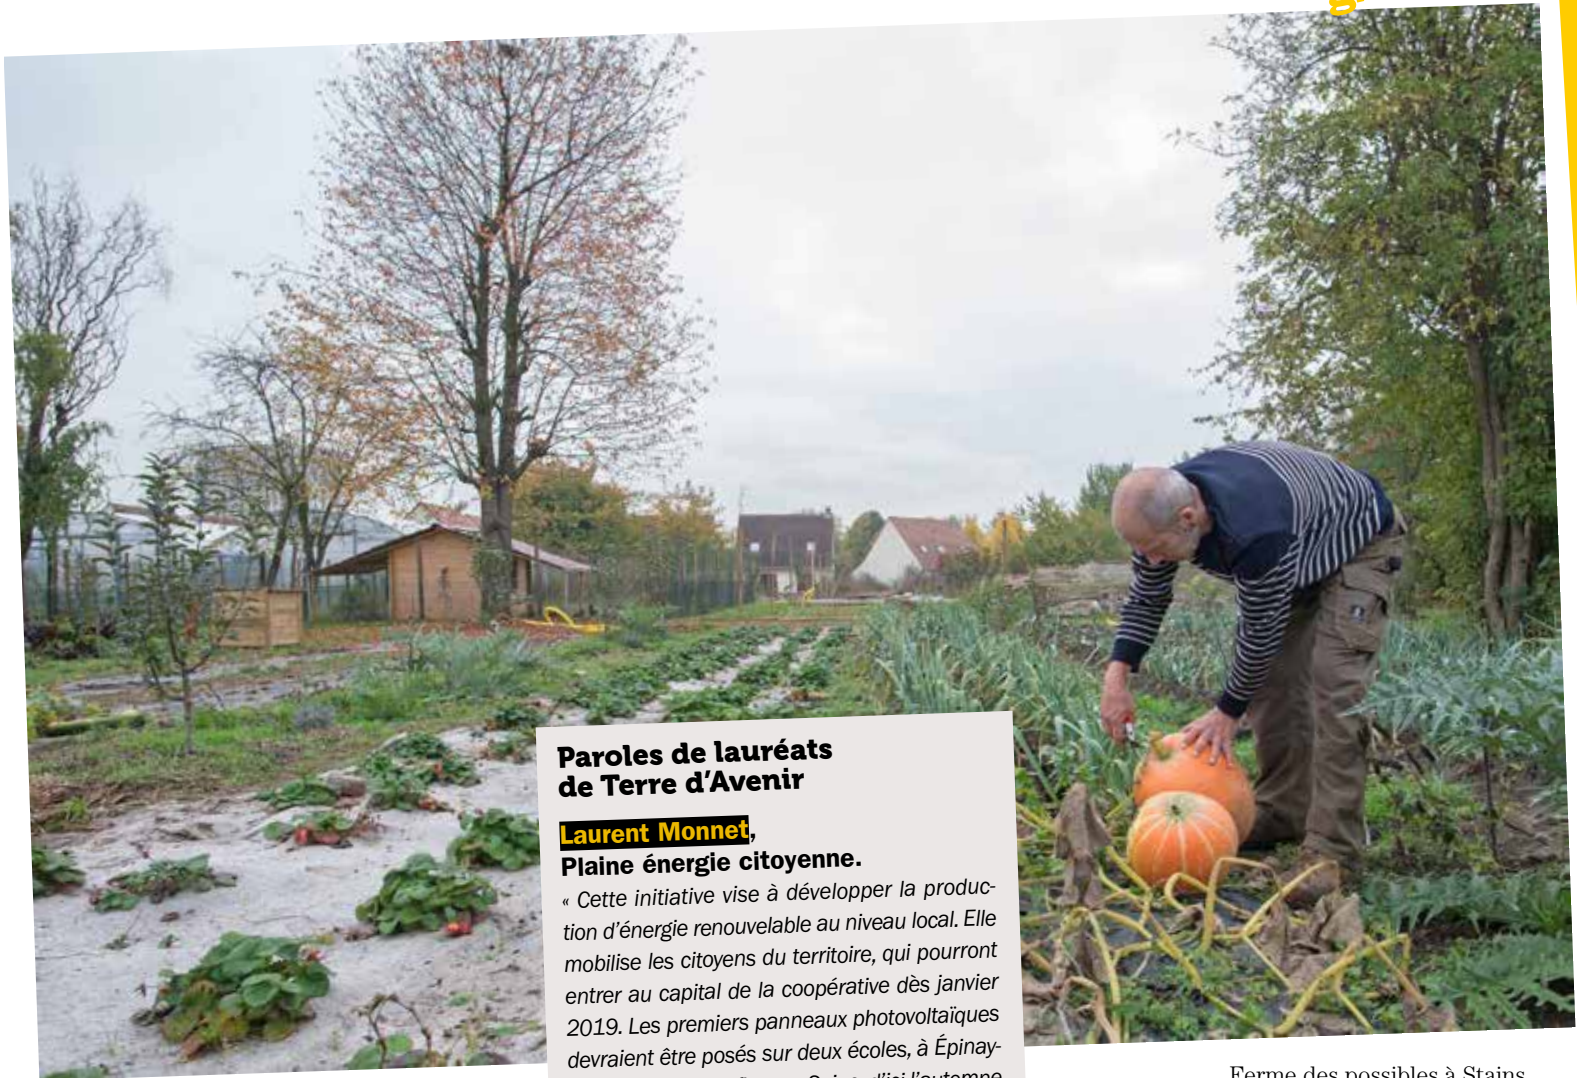 Paroles de lauréats
de Terre d'Avenir
Laurent Monnet,
Plaine énergie citoyenne.
« Cette initiative vise à développer la produc-
tion d'énergie renouvelable au niveau local. Elle
mobilise les citoyens du territoire, qui pourront
entrer au capital de la coopérative dès janvier
2019. Les premiers panneaux photovoltaïques
devraient être posés sur deux écoles, à Épinay-
d'ici l'automne
Ferme des possibles à Stains